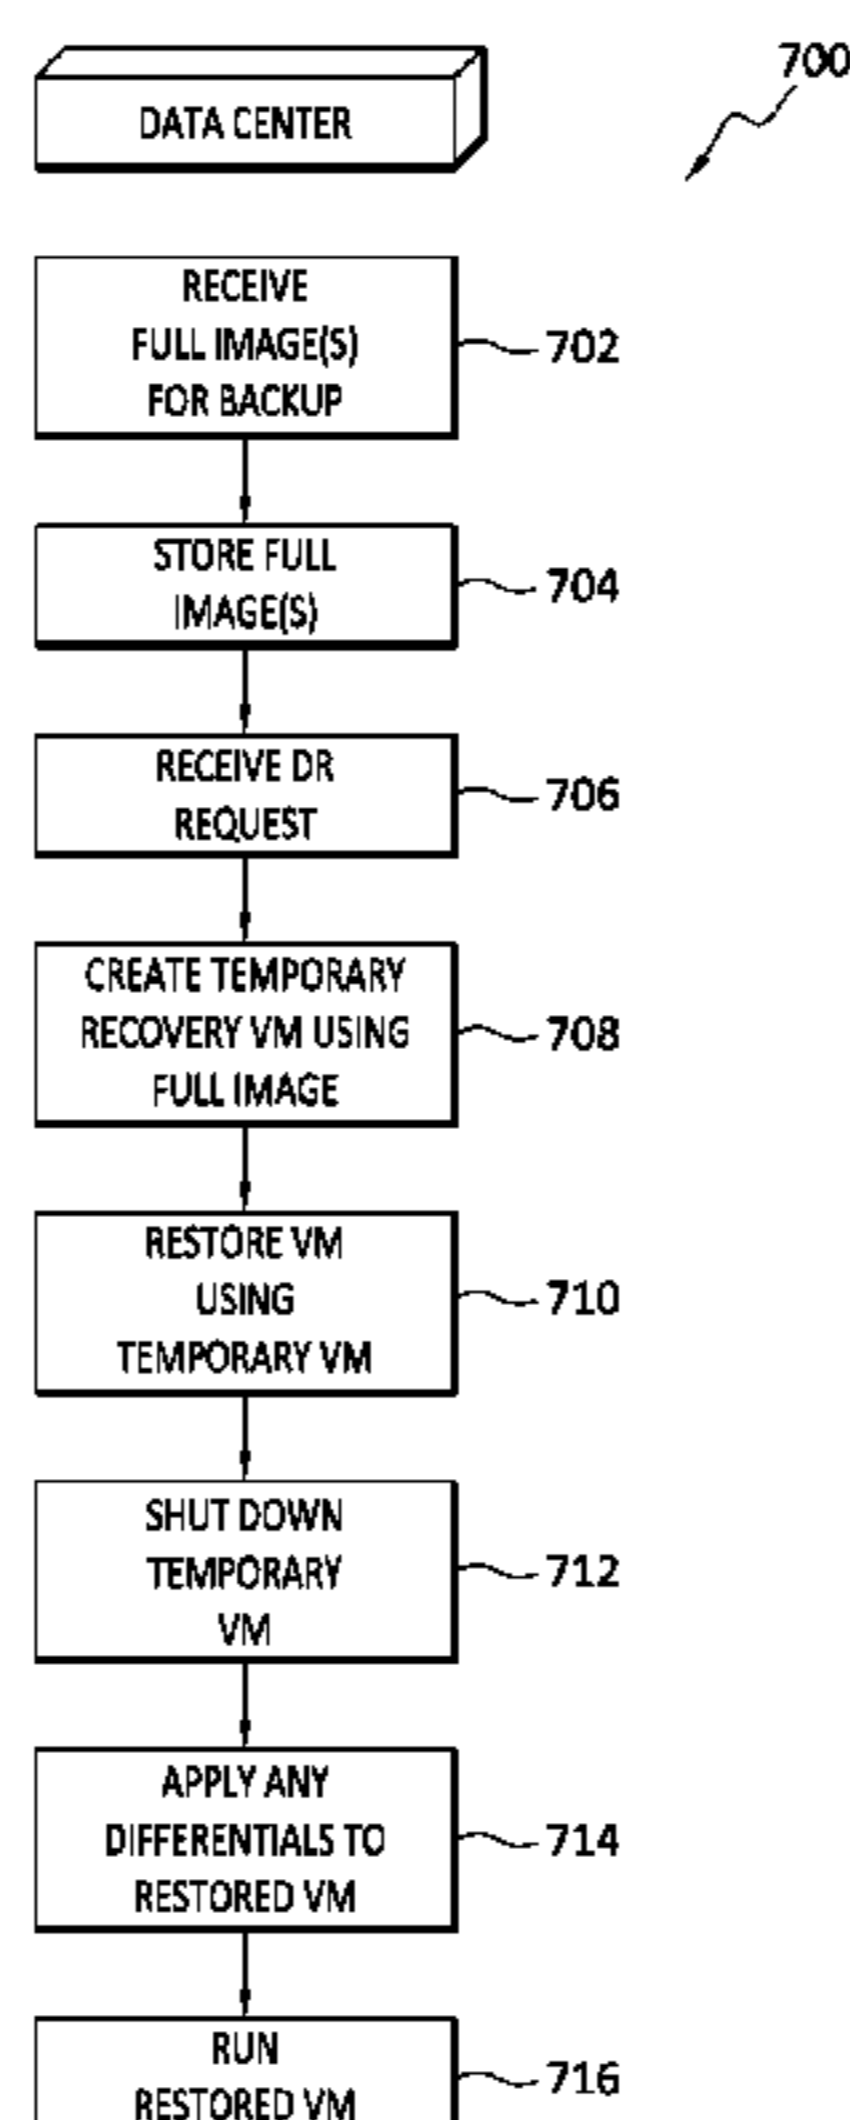 DATA CENTER
700
RECEIVE
FULL IMAGE(S)
FOR BACKUP
702
STORE FULL
IMAGE(S)
704
RECEIVE DR
REQUEST
706
CREATE TEMPORARY
RECOVERY VM USING
FULL IMAGE
708
RESTORE VM
USING
TEMPORARY VM
710
SHUT DOWN
TEMPORARY
VM
712
APPLY ANY
DIFFERENTIALS TO
RESTORED VM
714
RUN
RESTORED VM
716